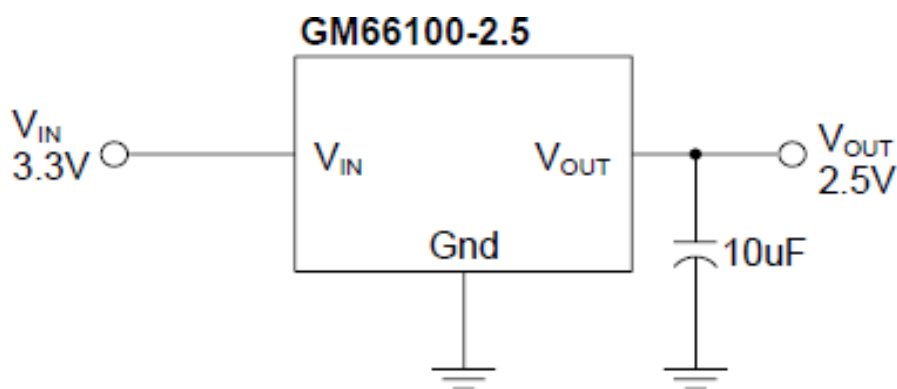 GM66100-2.5
VIN
3.3V
VIN
VOUT
Gnd
VOUT
2.5V
10uF